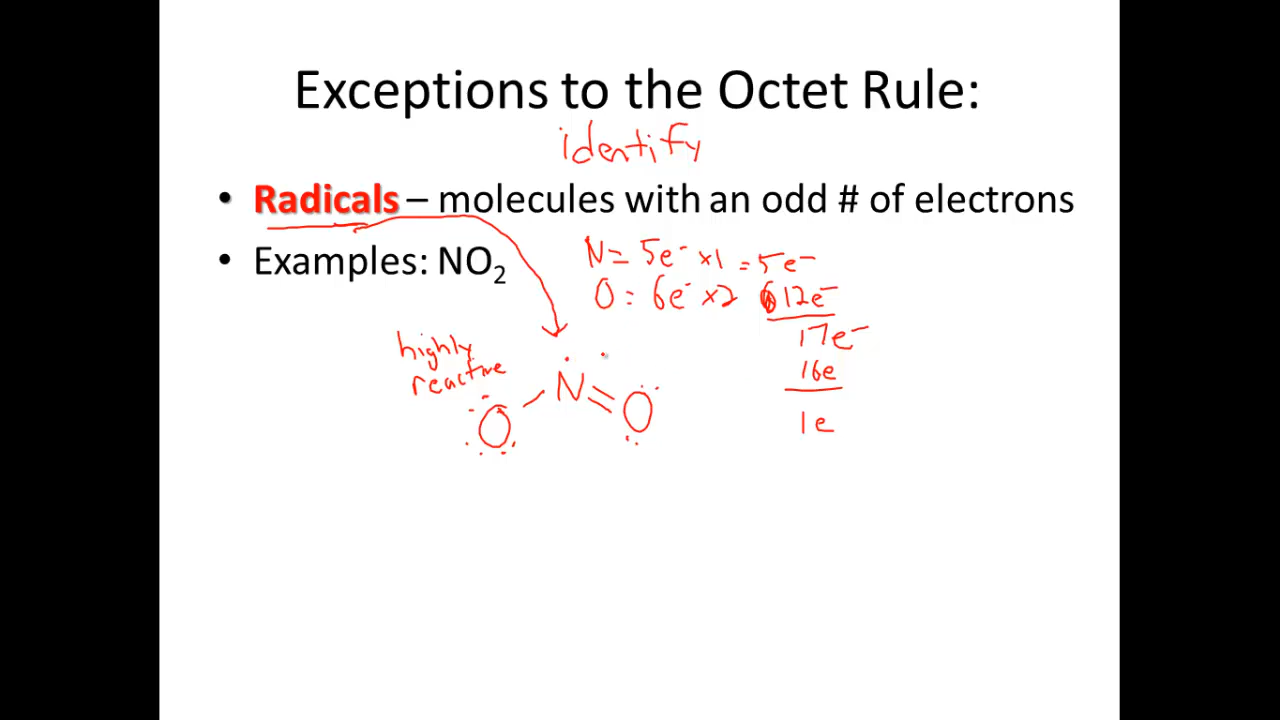 Exceptions to the Octet Rule:
identify
• Radicals – molecules with an odd # of electrons
• Examples: NO₂
N = 5e⁻ ×1 = 5e⁻
O = 6e⁻ ×2 12e⁻
17e⁻
16e
1e
highly
reactive
N
O O